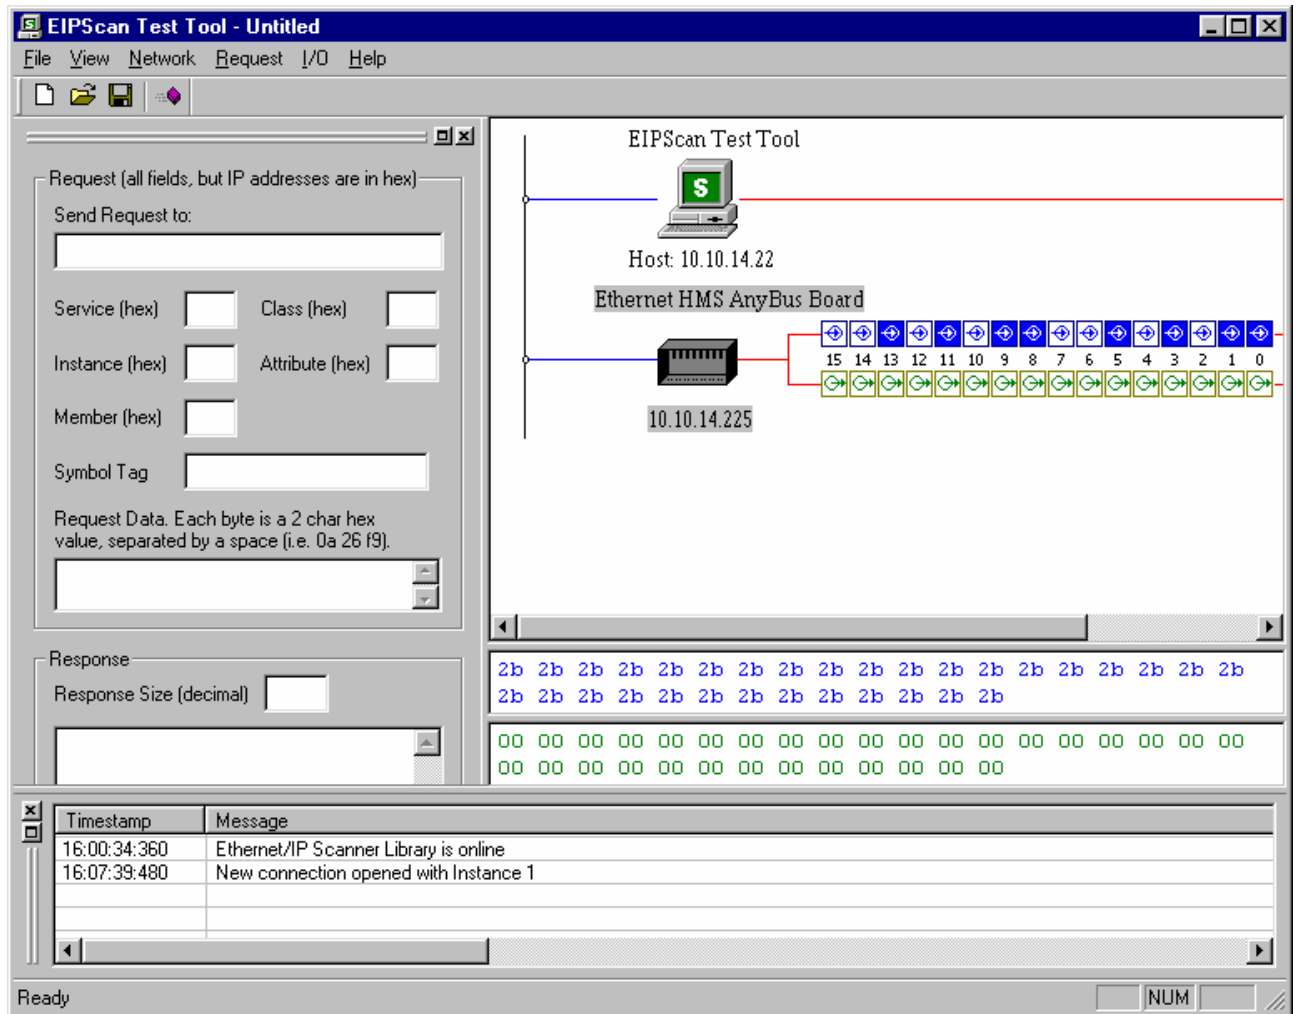 EIPScan Test Tool - Untitled
File View Network Request I/O Help
Request (all fields, but IP addresses are in hex)
Send Request to:
Service (hex) Class (hex)
Instance (hex) Attribute (hex)
Member (hex)
Symbol Tag
Request Data. Each byte is a 2 char hex
value, separated by a space (i.e. 0a 26 f9).
Response
Response Size (decimal)
EIPScan Test Tool
S
Host: 10.10.14.22
Ethernet HMS AnyBus Board
15 14 13 12 11 10 9 8 7 6 5 4 3 2 1 0
10.10.14.225
2b 2b 2b 2b 2b 2b 2b 2b 2b 2b 2b 2b 2b 2b 2b 2b 2b 2b 2b
2b 2b 2b 2b 2b 2b 2b 2b 2b 2b 2b 2b 2b
00 00 00 00 00 00 00 00 00 00 00 00 00 00 00 00 00 00 00
00 00 00 00 00 00 00 00 00 00 00 00 00
Timestamp Message
16:00:34:360 Ethernet/IP Scanner Library is online
16:07:39:480 New connection opened with Instance 1
Ready NUM